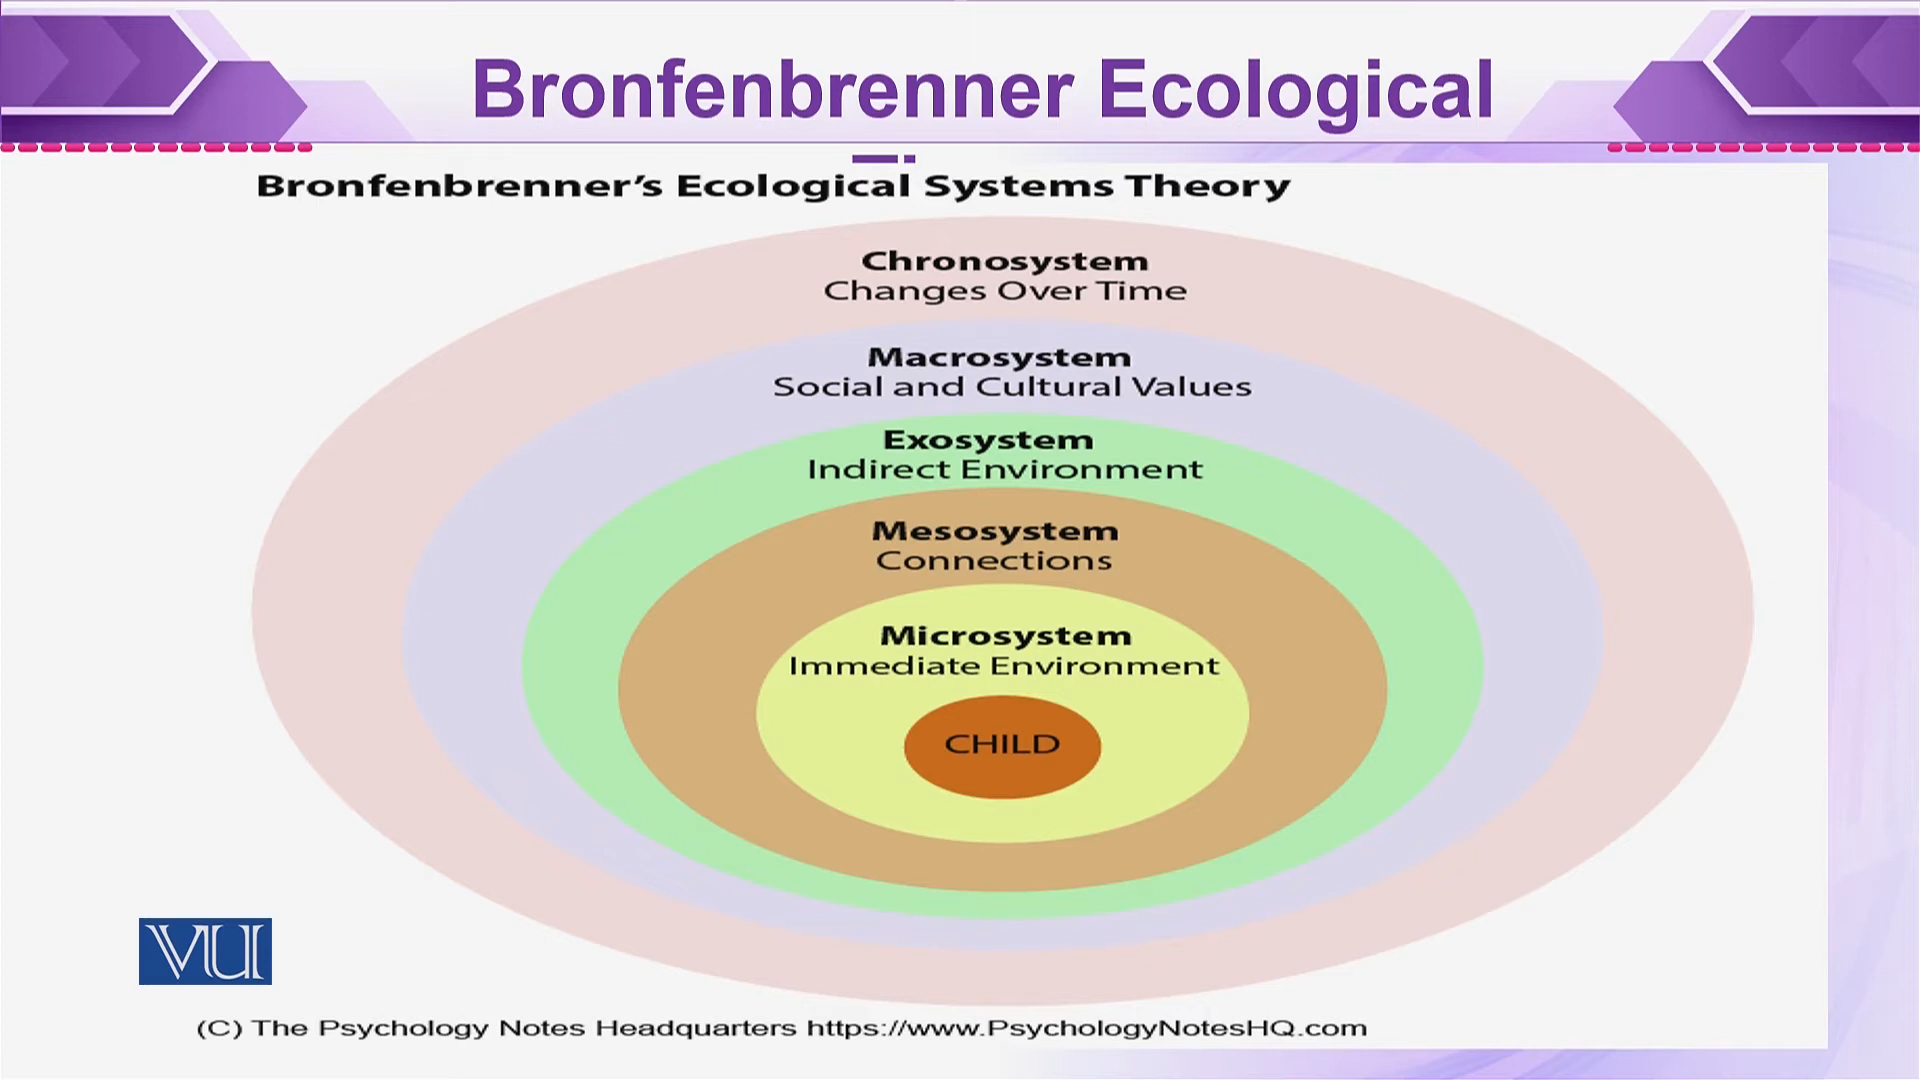 Bronfenbrenner Ecological
Bronfenbrenner’s Ecological Systems Theory
Chronosystem
Changes Over Time
Macrosystem
Social and Cultural Values
Exosystem
Indirect Environment
Mesosystem
Connections
Microsystem
Immediate Environment
CHILD
VU
(C) The Psychology Notes Headquarters https://www.PsychologyNotesHQ.com